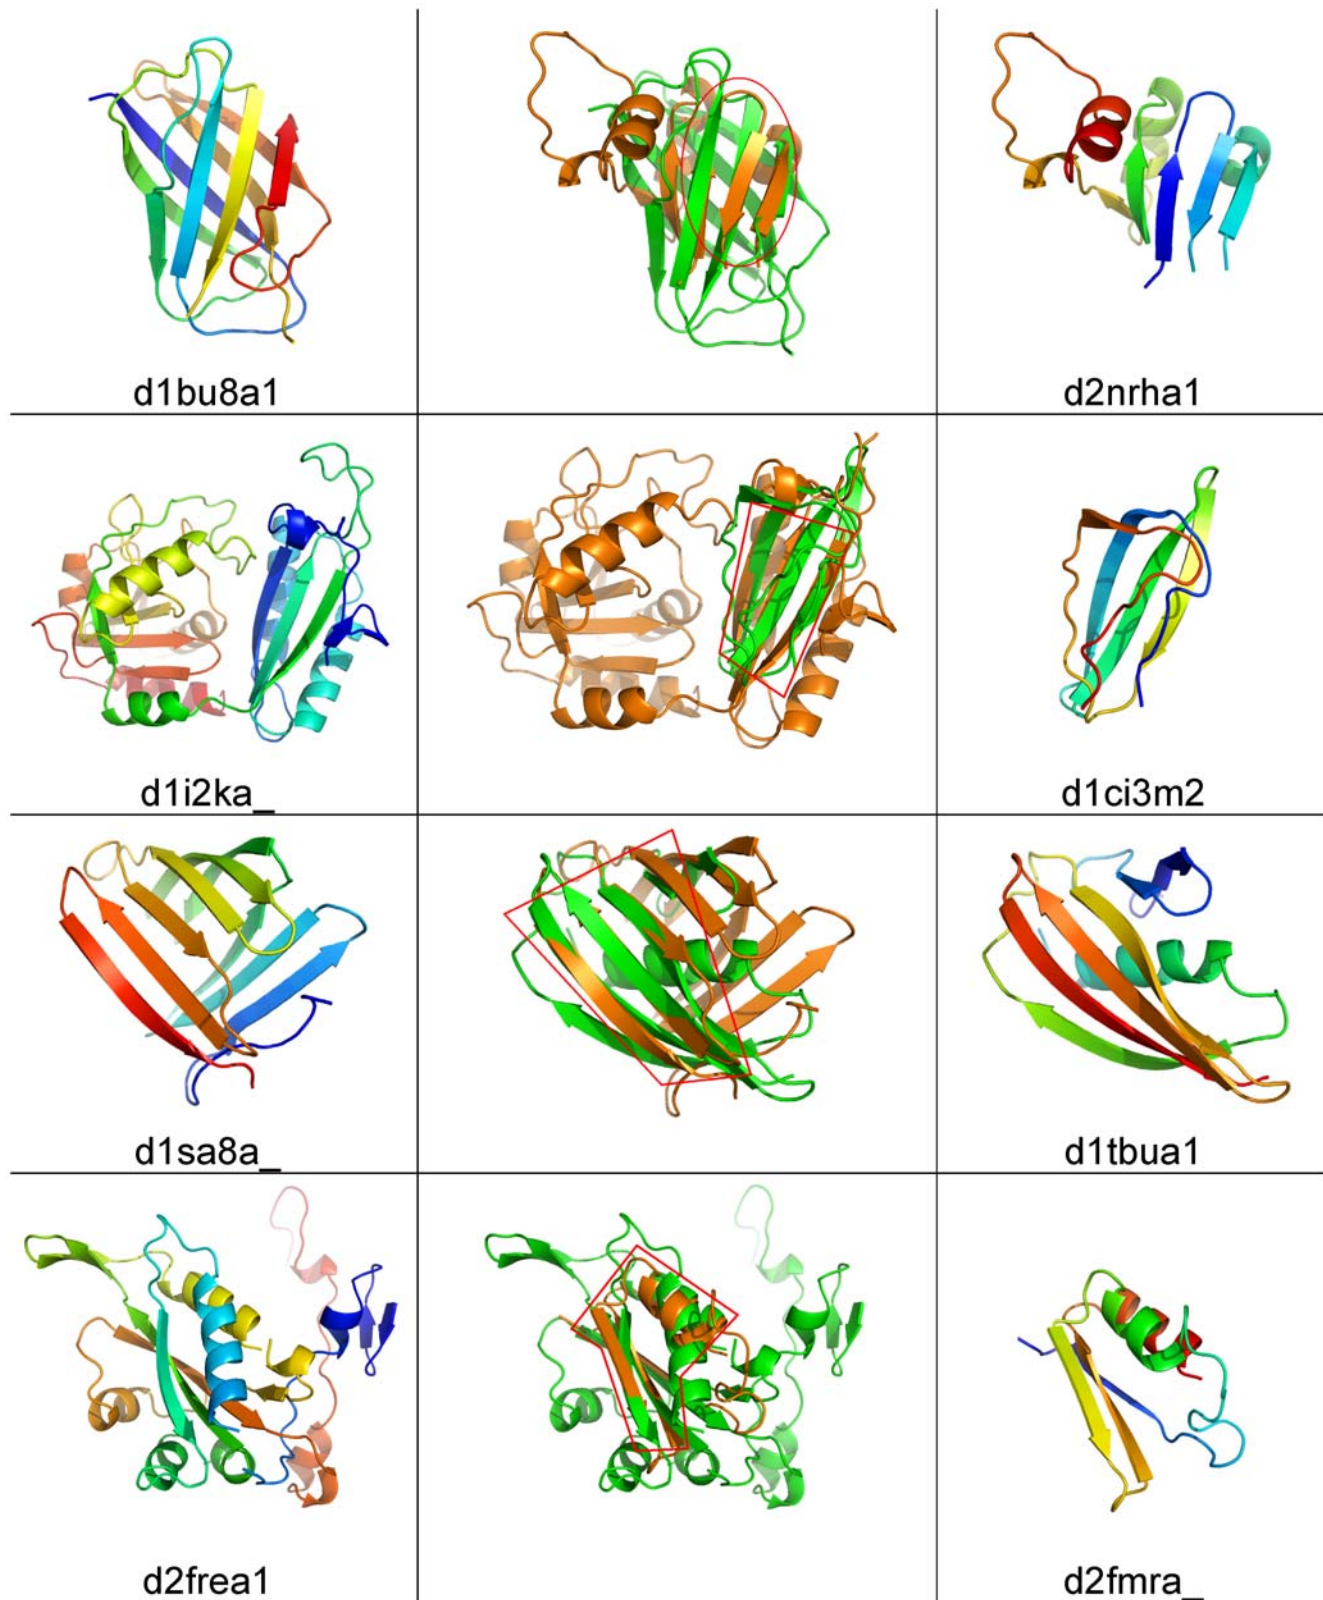 d1bu8a1
d2nrha1
d1i2ka_
d1ci3m2
d1sa8a_
d1tbua1
d2frea1
d2fmra_